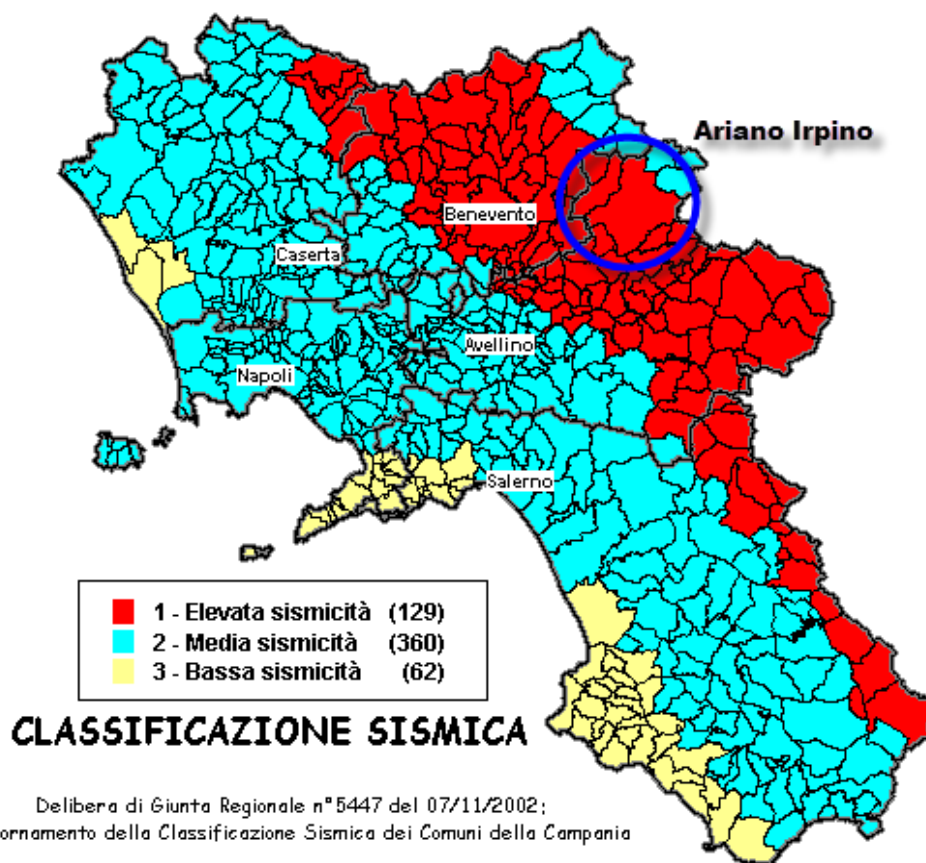 Ariano Irpino
Benevento
Caserta
Avellino
Napoli
Salerno
1 - Elevata sismicità (129)
2 - Media sismicità (360)
3 - Bassa sismicità (62)
CLASSIFICAZIONE SISMICA
Delibera di Giunta Regionale n°5447 del 07/11/2002;
ornamento della Classificazione Sismica dei Comuni della Campania